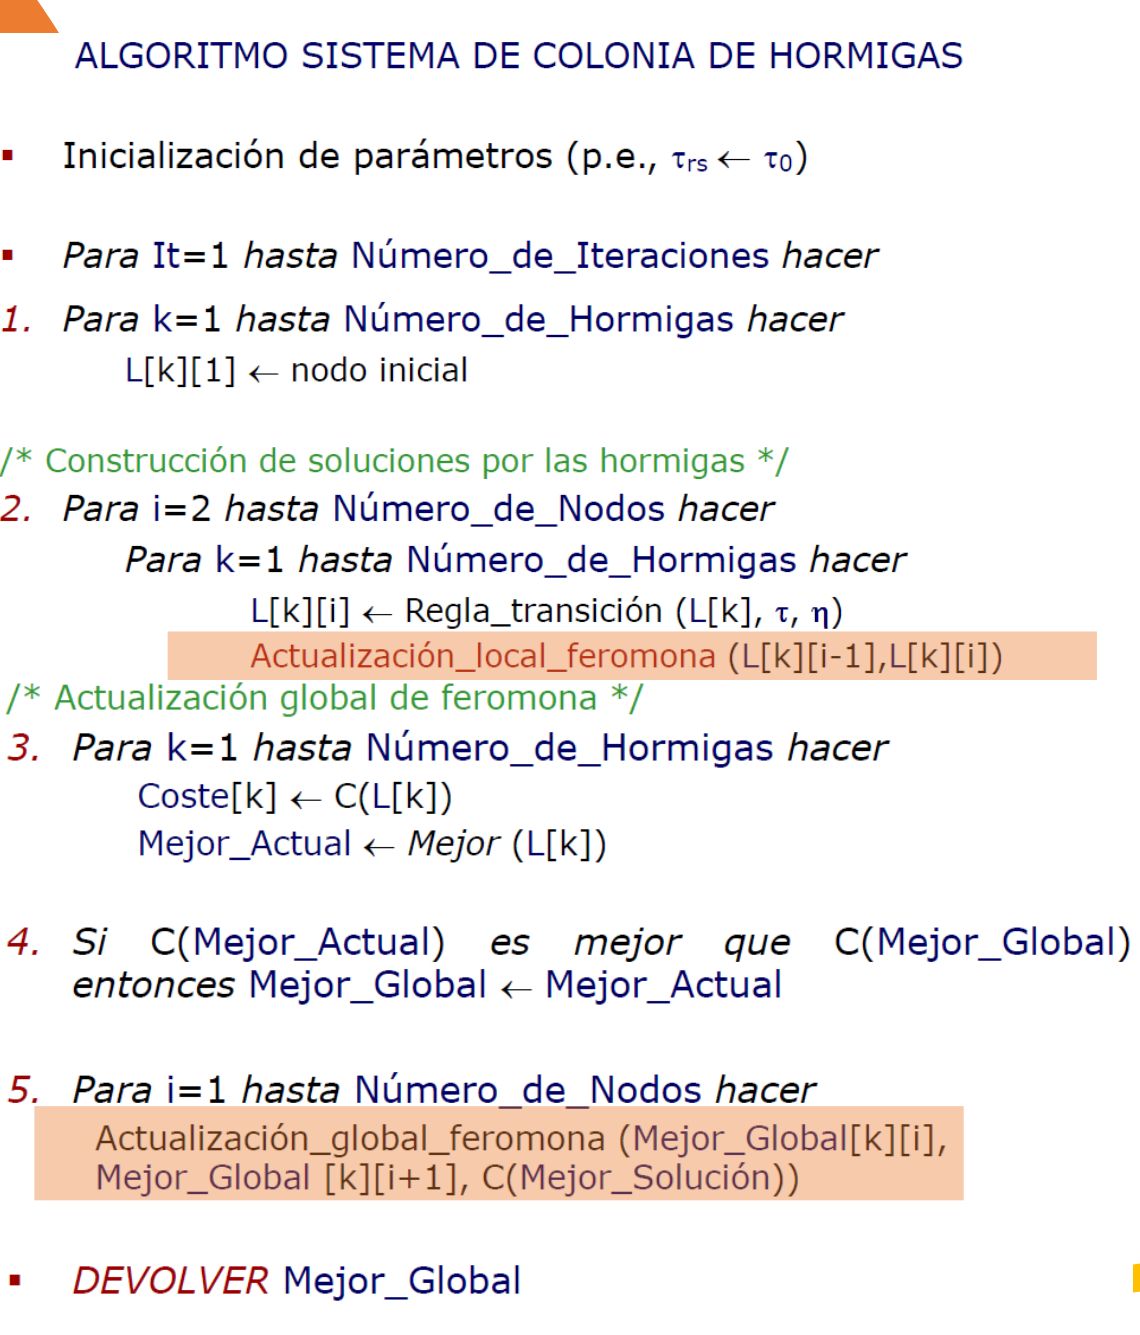 ALGORITMO SISTEMA DE COLONIA DE HORMIGAS
▪ Inicialización de parámetros (p.e., τrs ← τ0)
▪ Para It=1 hasta Número_de_Iteraciones hacer
1. Para k=1 hasta Número_de_Hormigas hacer
L[k][1] ← nodo inicial
/* Construcción de soluciones por las hormigas */
2. Para i=2 hasta Número_de_Nodos hacer
Para k=1 hasta Número_de_Hormigas hacer
L[k][i] ← Regla_transición (L[k], τ, η)
Actualización_local_feromona (L[k][i-1],L[k][i])
/* Actualización global de feromona */
3. Para k=1 hasta Número_de_Hormigas hacer
Coste[k] ← C(L[k])
Mejor_Actual ← Mejor (L[k])
4. Si C(Mejor_Actual) es mejor que C(Mejor_Global)
entonces Mejor_Global ← Mejor_Actual
5. Para i=1 hasta Número_de_Nodos hacer
Actualización_global_feromona (Mejor_Global[k][i],
Mejor_Global [k][i+1], C(Mejor_Solución))
▪ DEVOLVER Mejor_Global